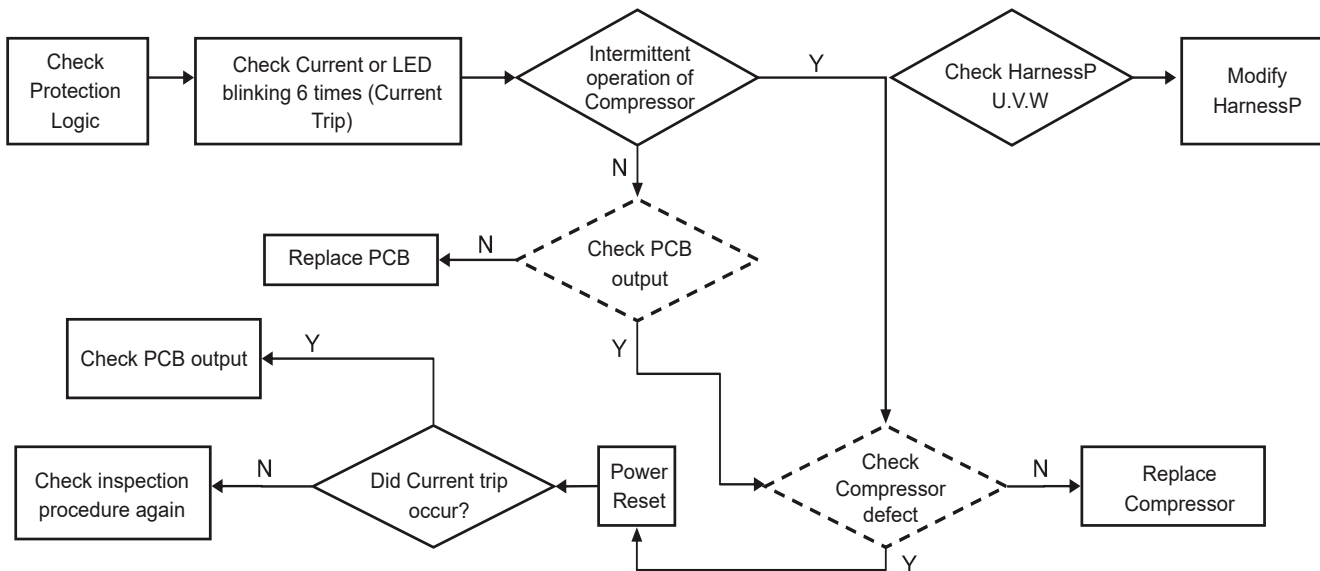 Check
Protection
Logic
Check Current or LED
blinking 6 times (Current
Trip)
Intermittent
operation of
Compressor
Y
Check HarnessP
U.V.W
Modify
HarnessP
N
Check PCB
output
N
Replace PCB
Y
Check PCB output
Y
Did Current trip
occur?
N
Check inspection
procedure again
Power
Reset
Check
Compressor
defect
N
Replace
Compressor
Y